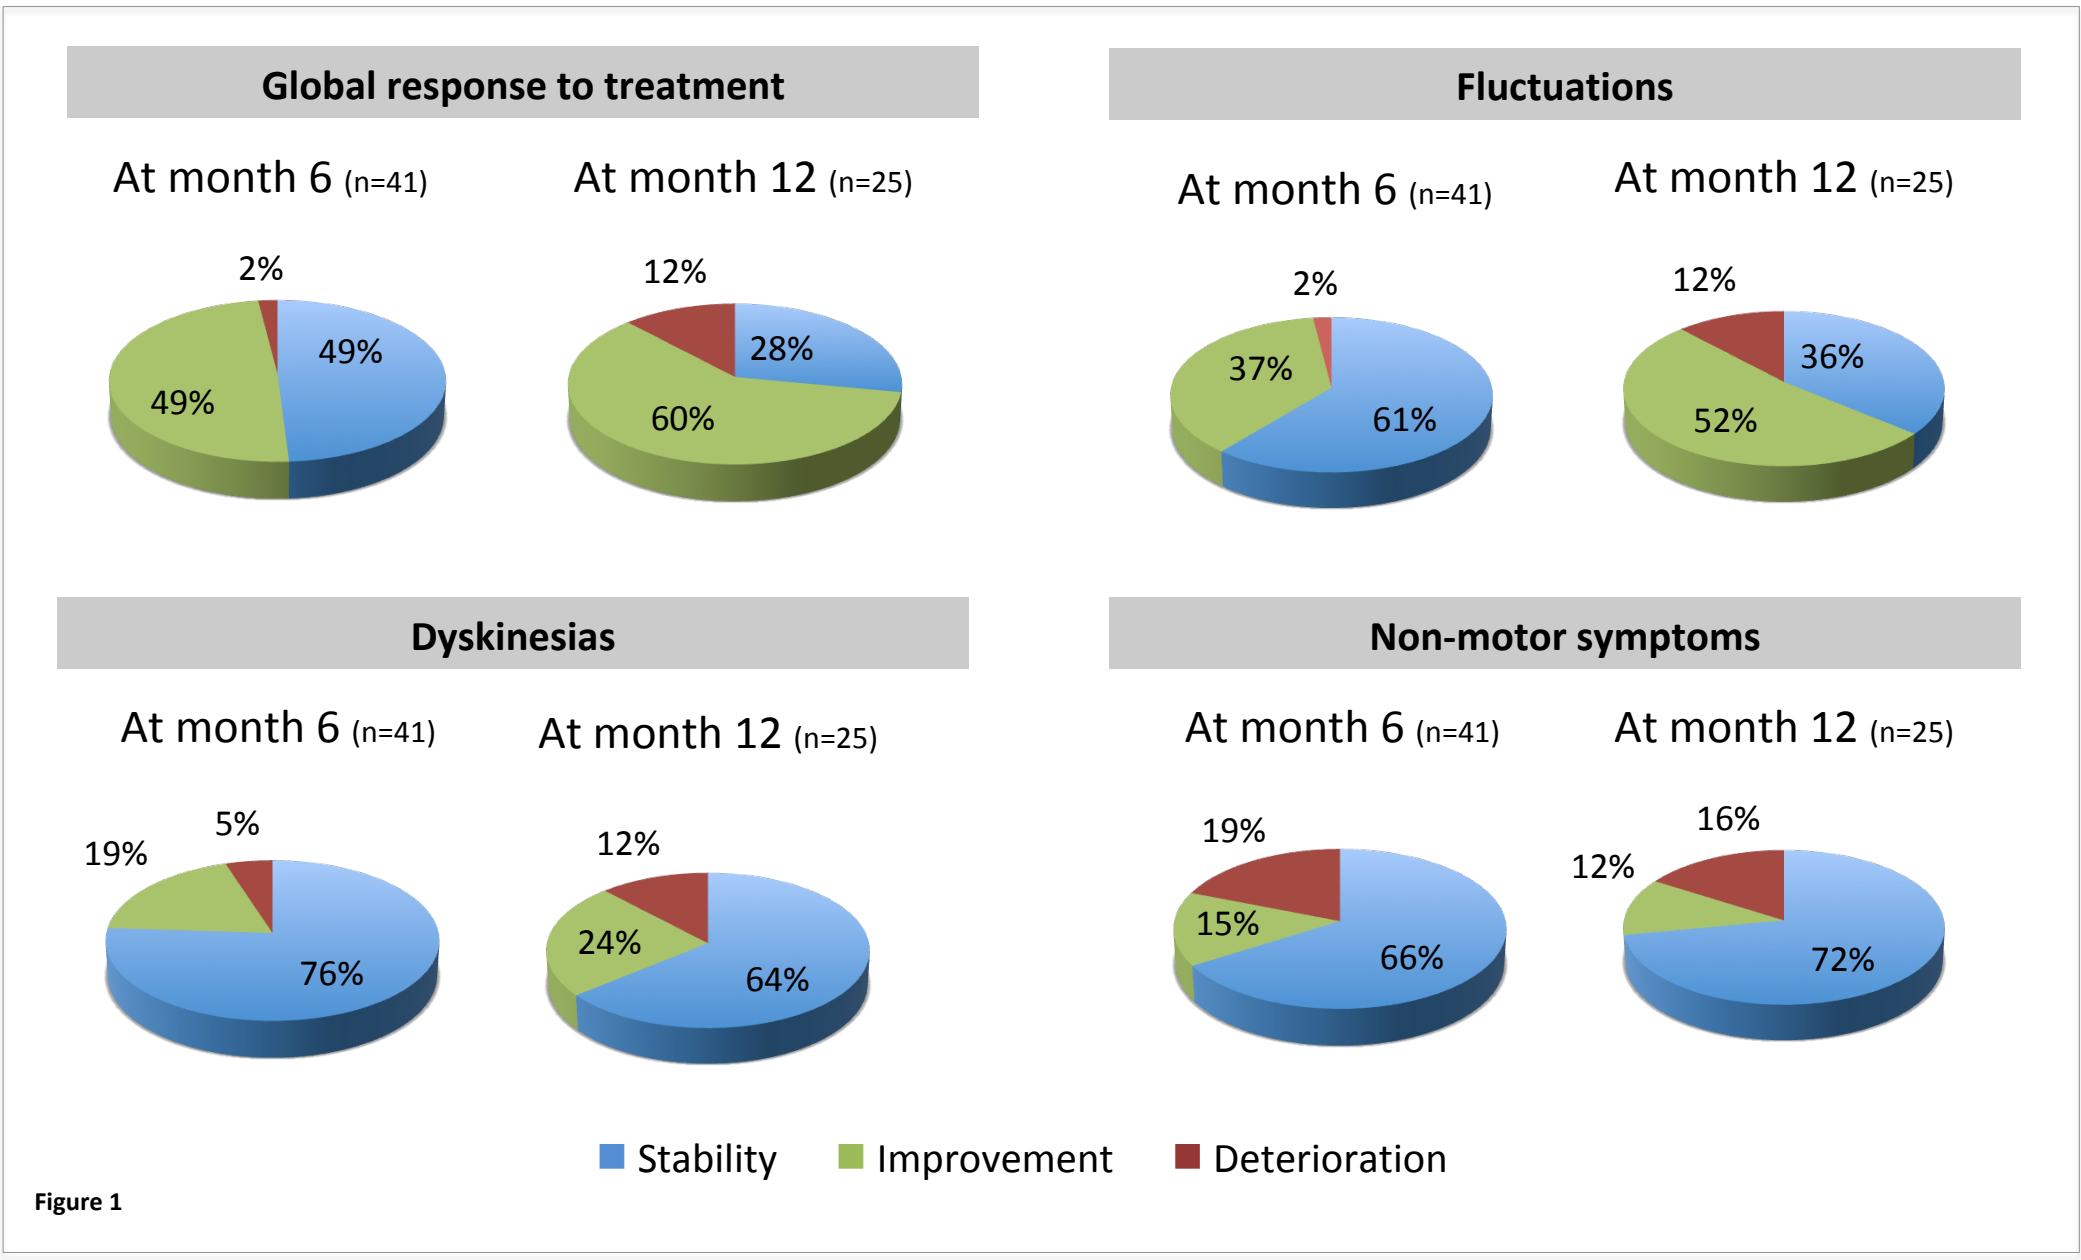 Global response to treatment
At month 6 (n=41)
At month 12 (n=25)
2%
49%
49%
12%
28%
60%
Fluctuations
At month 6 (n=41)
At month 12 (n=25)
2%
37%
61%
12%
36%
52%
Dyskinesias
At month 6 (n=41)
At month 12 (n=25)
5%
19%
76%
12%
24%
64%
Non-motor symptoms
At month 6 (n=41)
At month 12 (n=25)
19%
15%
66%
16%
12%
72%
Stability
Improvement
Deterioration
Figure 1